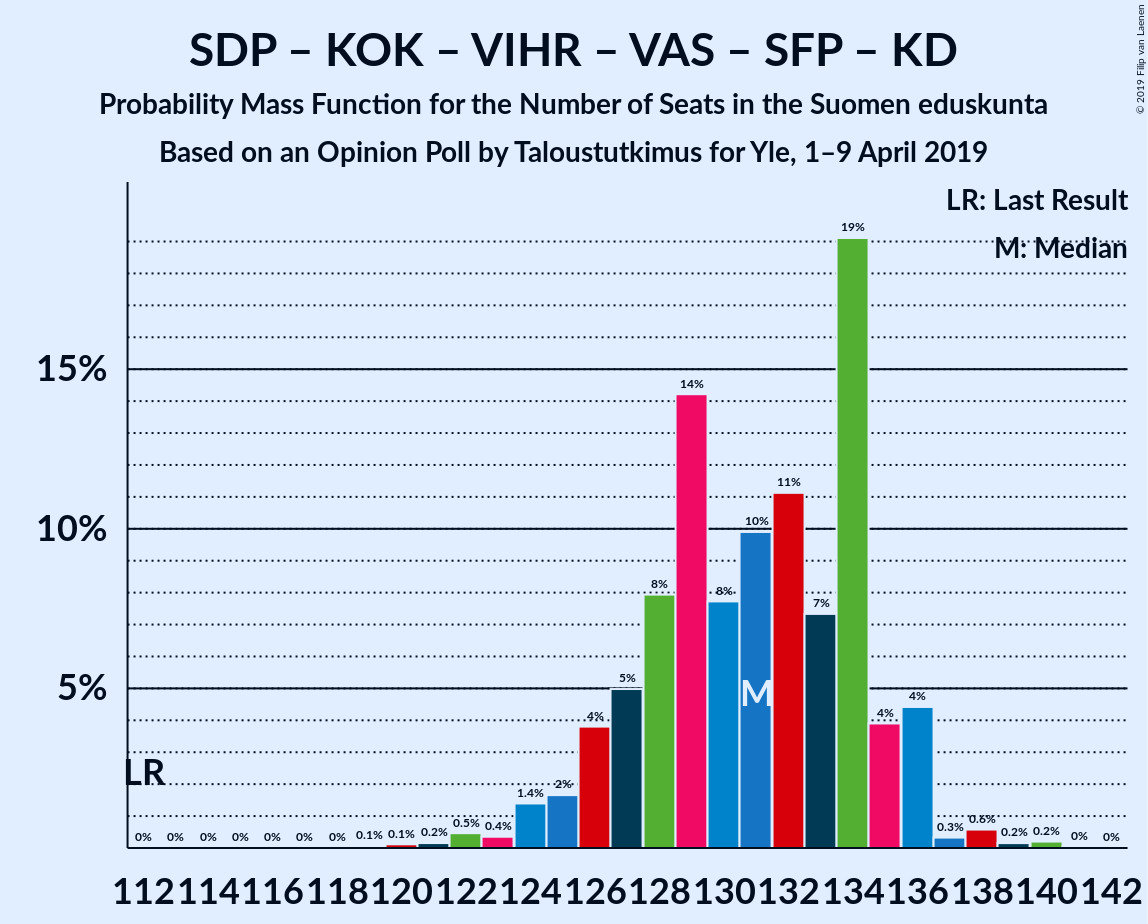 SDP – KOK – VIHR – VAS – SFP – KD
Probability Mass Function for the Number of Seats in the Suomen eduskunta
Based on an Opinion Poll by Taloustutkimus for Yle, 1–9 April 2019
© 2019 Filip van Laenen
LR: Last Result
M: Median
15%
10%
5%
LR
M
0% 0% 0% 0% 0% 0% 0% 0.1% 0.1% 0.2% 0.5% 0.4% 1.4% 2% 4% 5% 8% 14% 8% 10% 11% 7% 19% 4% 4% 0.3% 0.6% 0.2% 0.2% 0% 0%
112 114 116 118 120 122 124 126 128 130 132 134 136 138 140 142